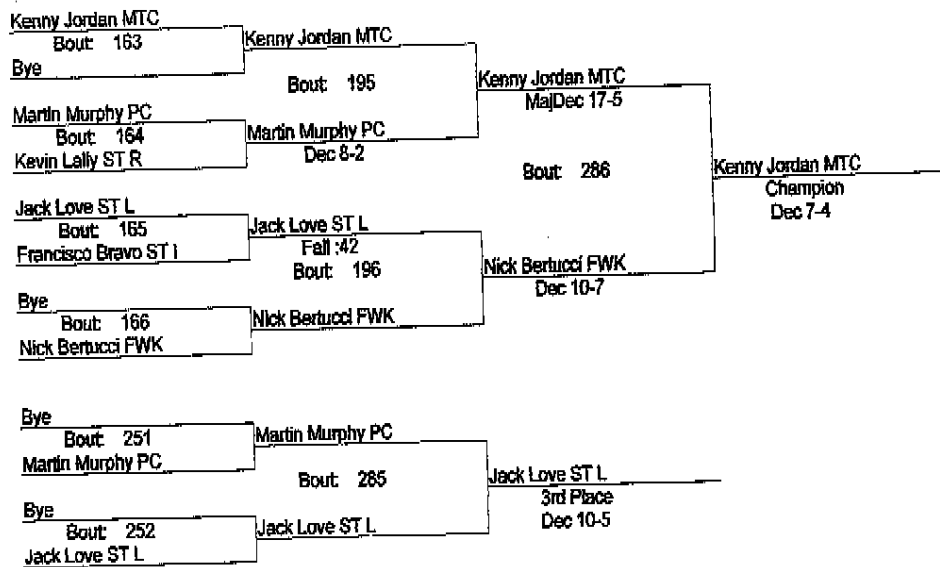 Kenny Jordan MTC
Bout: 163
Bye
Kenny Jordan MTC
Bout: 195
Martin Murphy PC
Bout: 164
Kevin Lally ST R
Martin Murphy PC
Dec 8-2
Kenny Jordan MTC
MajDec 17-5
Bout: 286
Kenny Jordan MTC
Champion
Dec 7-4
Jack Love ST L
Bout: 165
Francisco Bravo ST I
Jack Love ST L
Fall :42
Bout: 196
Bye
Bout: 166
Nick Bertucci FWK
Nick Bertucci FWK
Nick Bertucci FWK
Dec 10-7
Bye
Bout: 251
Martin Murphy PC
Martin Murphy PC
Bout: 285
Bye
Bout: 252
Jack Love ST L
Jack Love ST L
Jack Love ST L
3rd Place
Dec 10-5